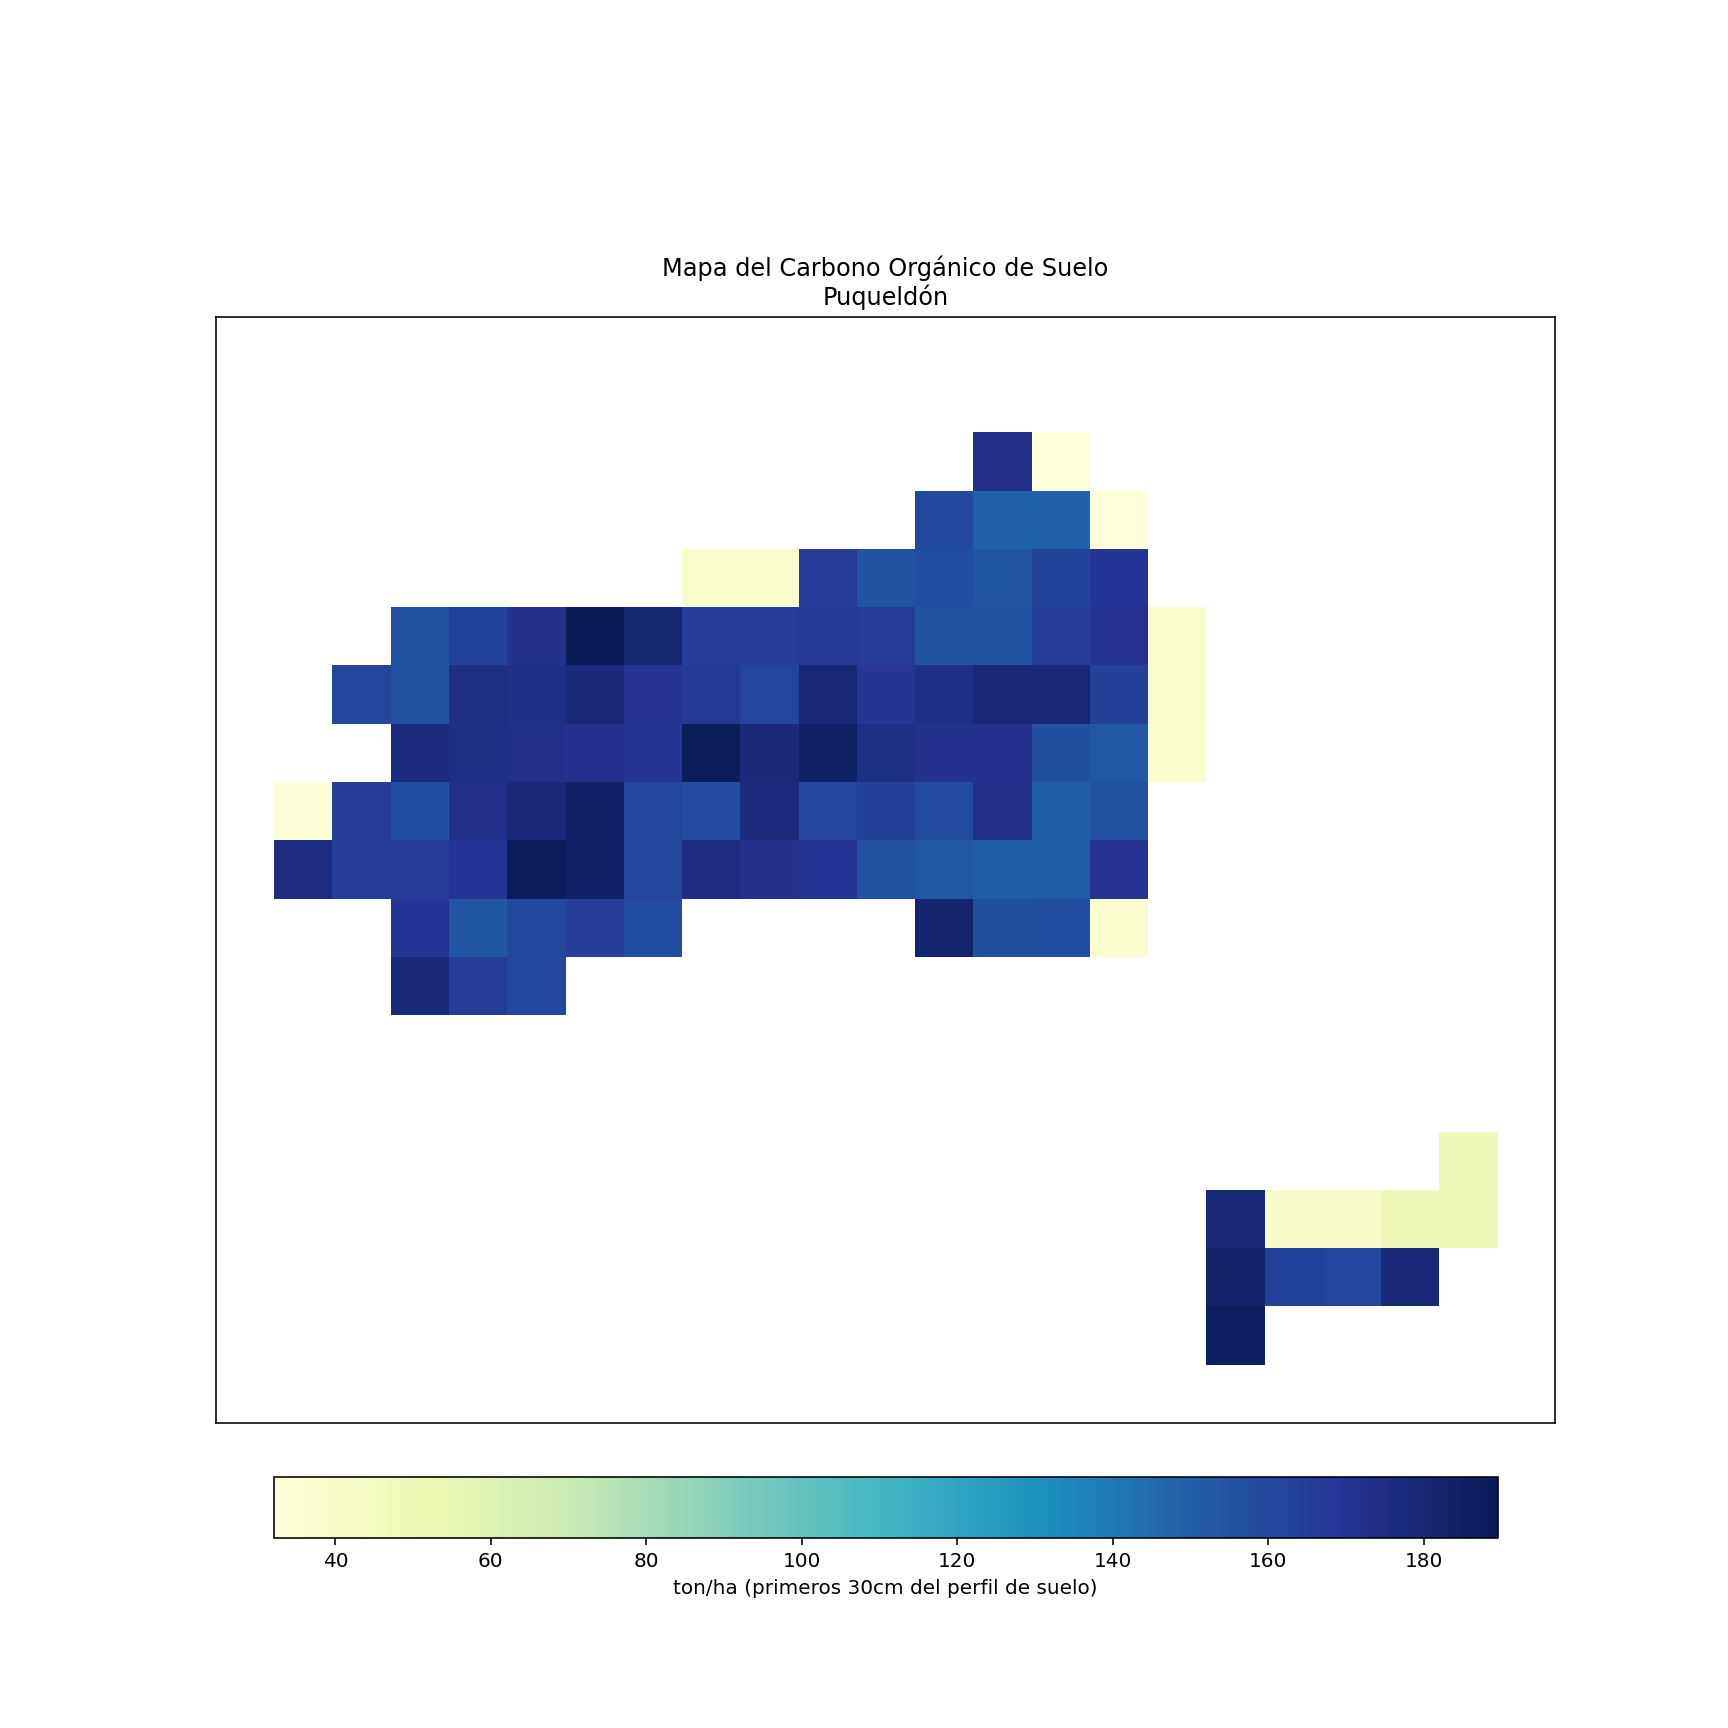 Mapa del Carbono Orgánico de Suelo
Puqueldón
40 60 80 100 120 140 160 180
ton/ha (primeros 30cm del perfil de suelo)